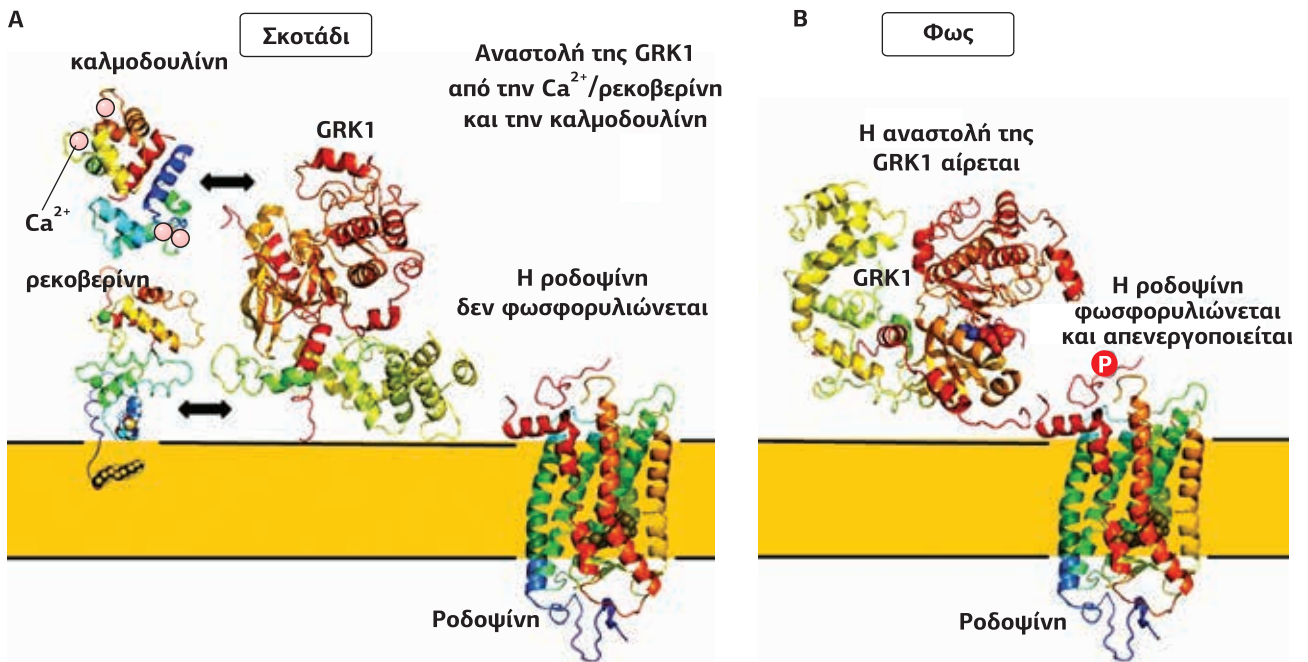 A
Σκοτάδι
καλμοδουλίνη
Αναστολή της GRK1
από την Ca²⁺/ρεκοβερίνη
και την καλμοδουλίνη
GRK1
Ca²⁺
ρεκοβερίνη
Η ροδοψίνη
δεν φωσφορυλιώνεται
Ροδοψίνη
B
Φως
Η αναστολή της
GRK1 αίρεται
GRK1
Η ροδοψίνη
φωσφορυλιώνεται
και απενεργοποιείται
P
Ροδοψίνη